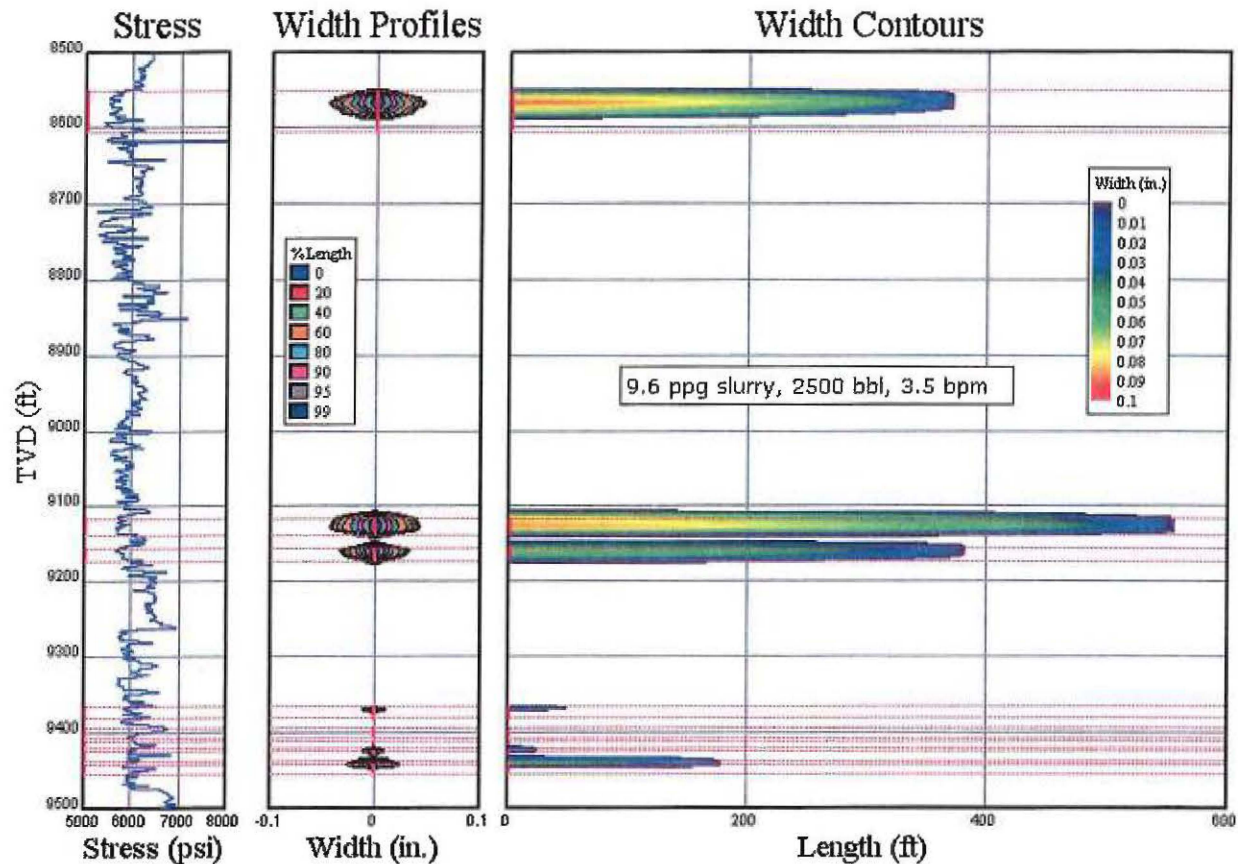 Stress
Width Profiles
Width Contours
8500
8600
8700
8800
8900
9000
9100
9200
9300
9400
9500
TVD (ft)
5000 6000 7000 8000
Stress (psi)
%Length
0
20
40
60
80
90
95
99
-0.1 0 0.1
Width (in.)
Width (in.)
0
0.01
0.02
0.03
0.04
0.05
0.06
0.07
0.08
0.09
0.1
9.6 ppg slurry, 2500 bbl, 3.5 bpm
0 200 400 600
Length (ft)